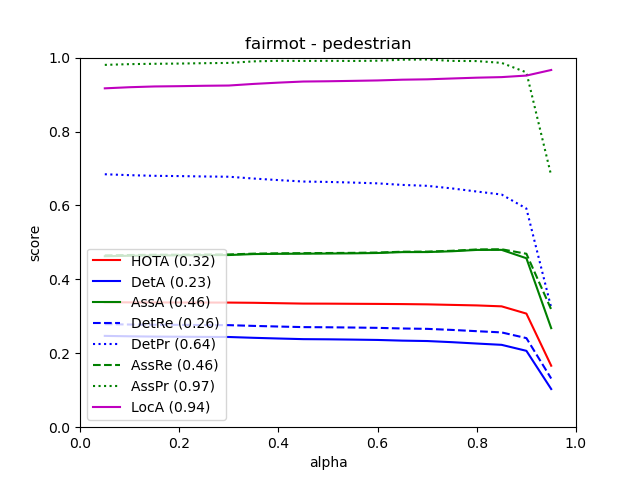 fairmot - pedestrian
1.0
0.8
0.6
0.4
0.2
0.0
score
HOTA (0.32)
DetA (0.23)
AssA (0.46)
DetRe (0.26)
DetPr (0.64)
AssRe (0.46)
AssPr (0.97)
LocA (0.94)
0.0 0.2 0.4 0.6 0.8 1.0
alpha